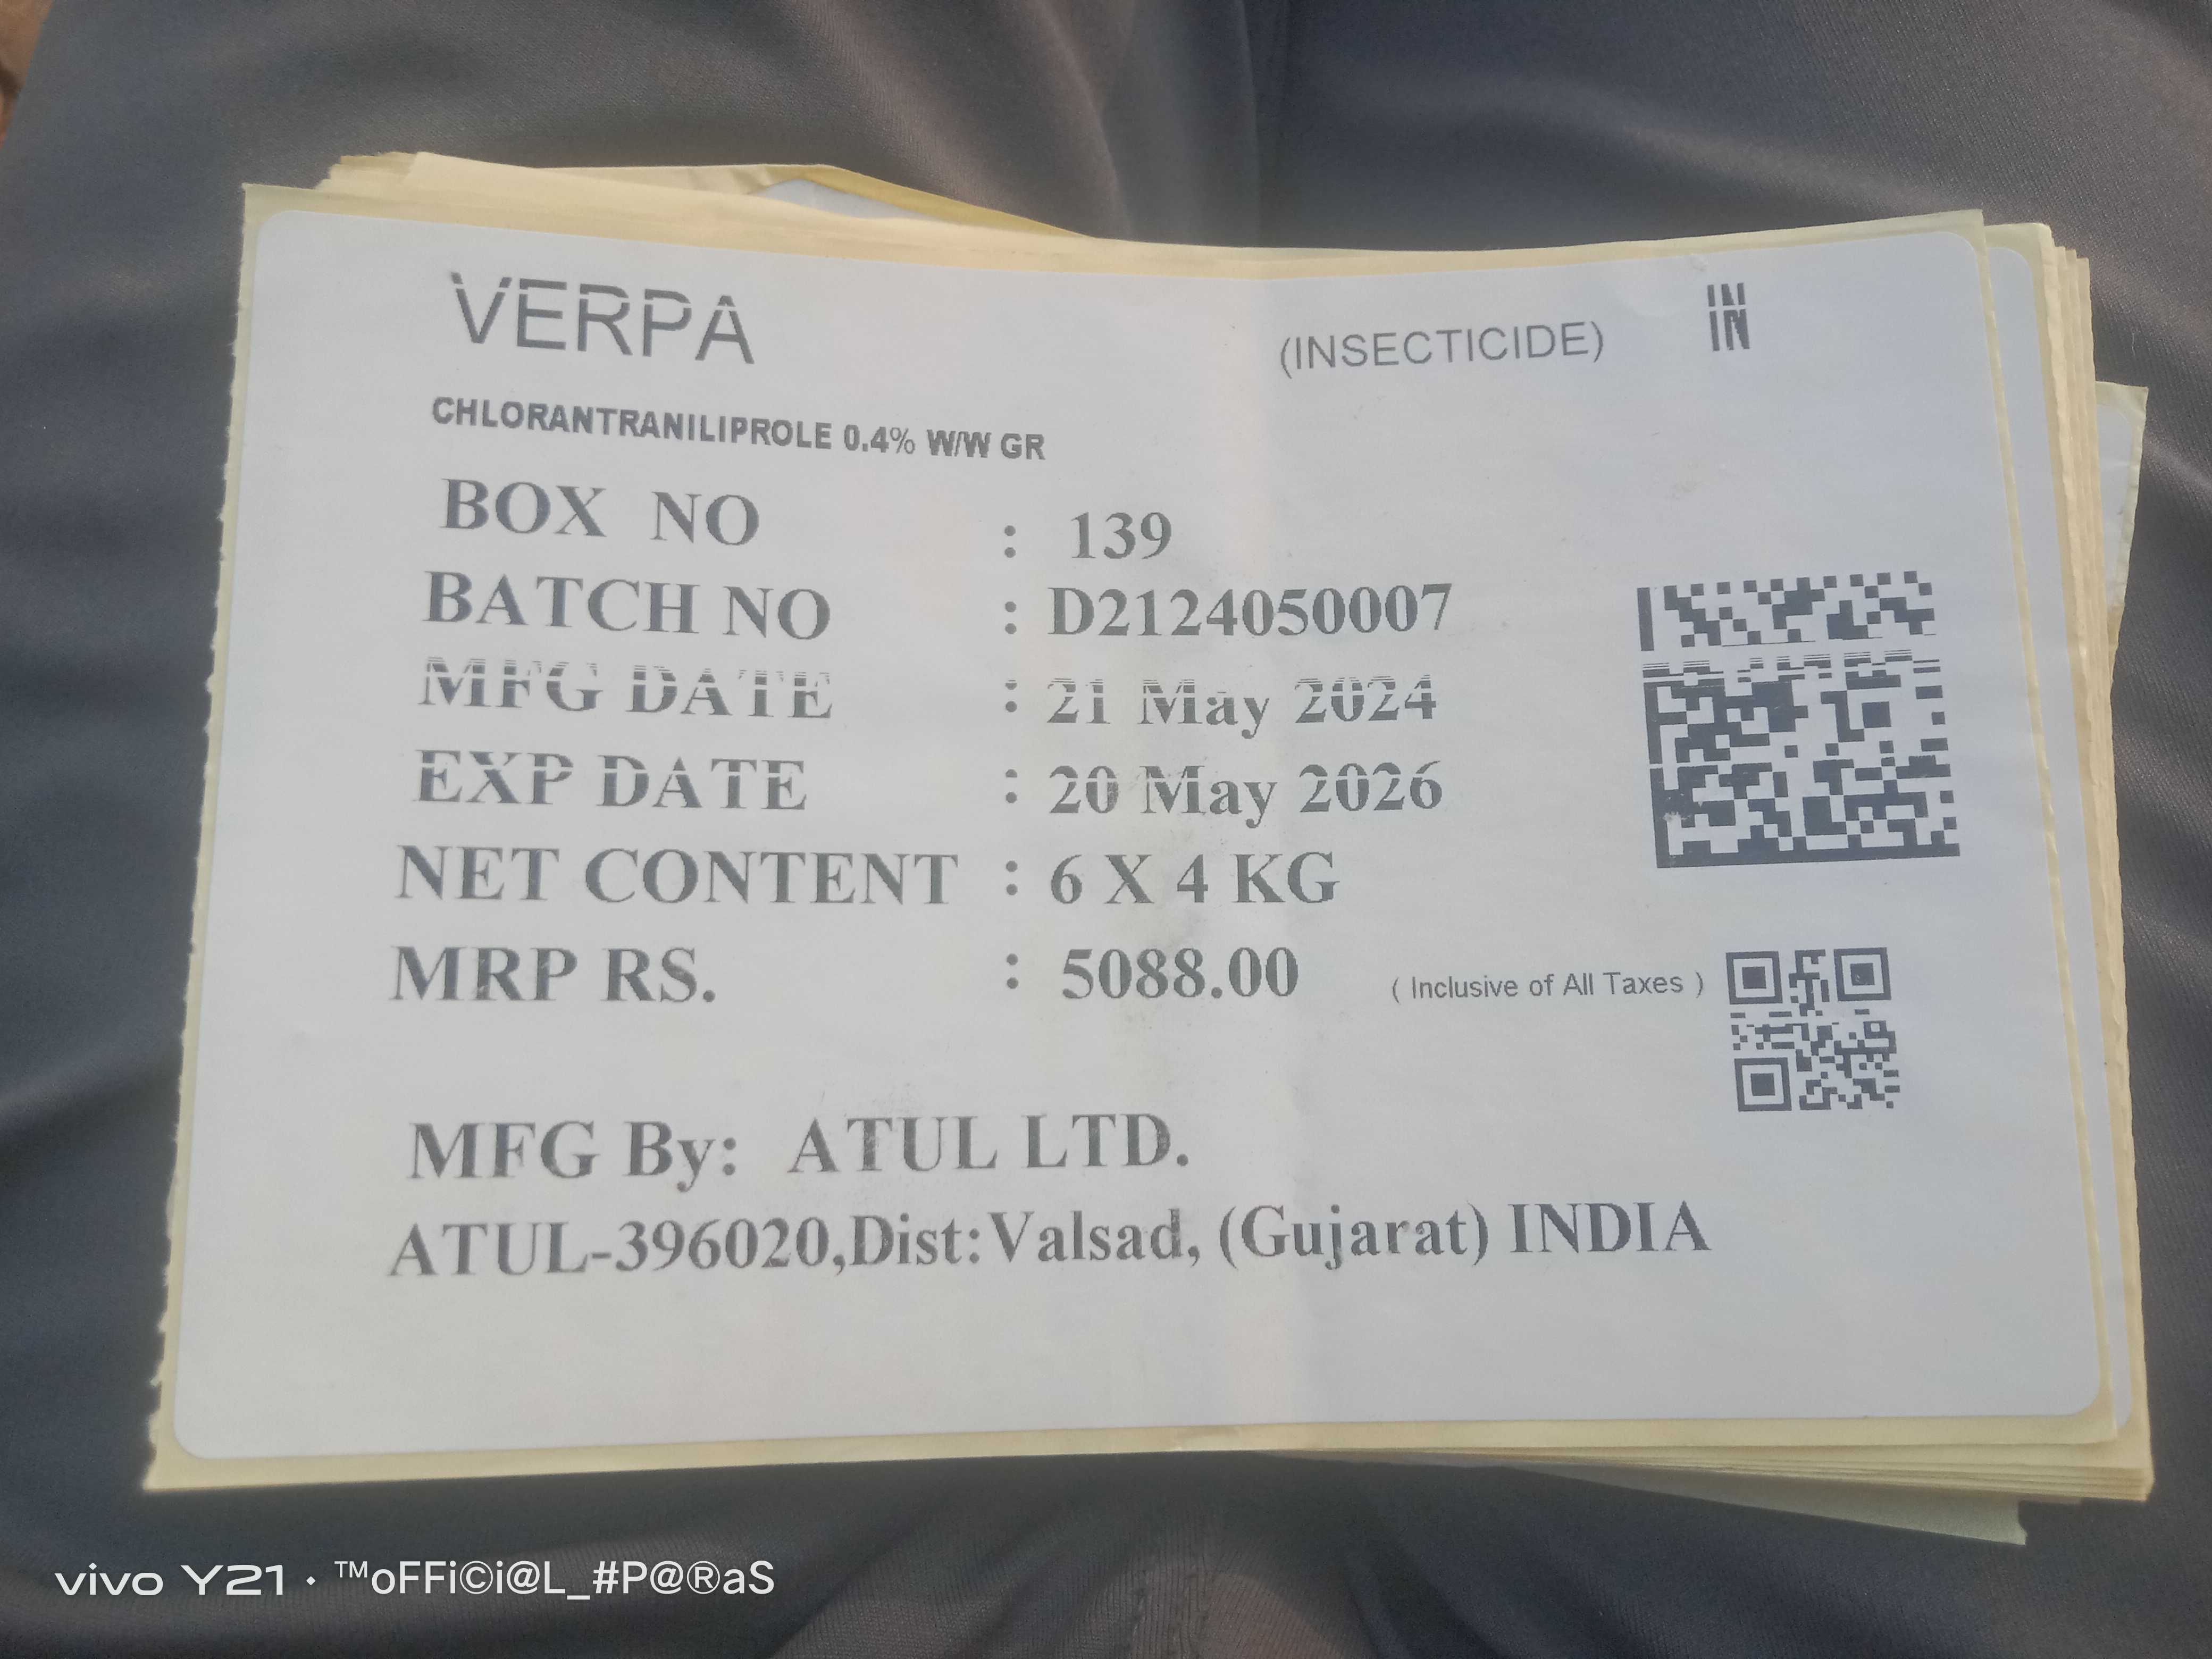 VERPA
(INSECTICIDE)
IN
IN
CHLORANTRANILIPROLE 0.4% W/W GR
BOX NO : 139
BATCH NO : D2124050007
MFG DATE : 21 May 2024
EXP DATE : 20 May 2026
NET CONTENT : 6 X 4 KG
MRP RS. : 5088.00 ( Inclusive of All Taxes )
MFG By: ATUL LTD.
ATUL-396020,Dist:Valsad, (Gujarat) INDIA
vivo Y21 · ™oFFi©i@L_#P@®aS